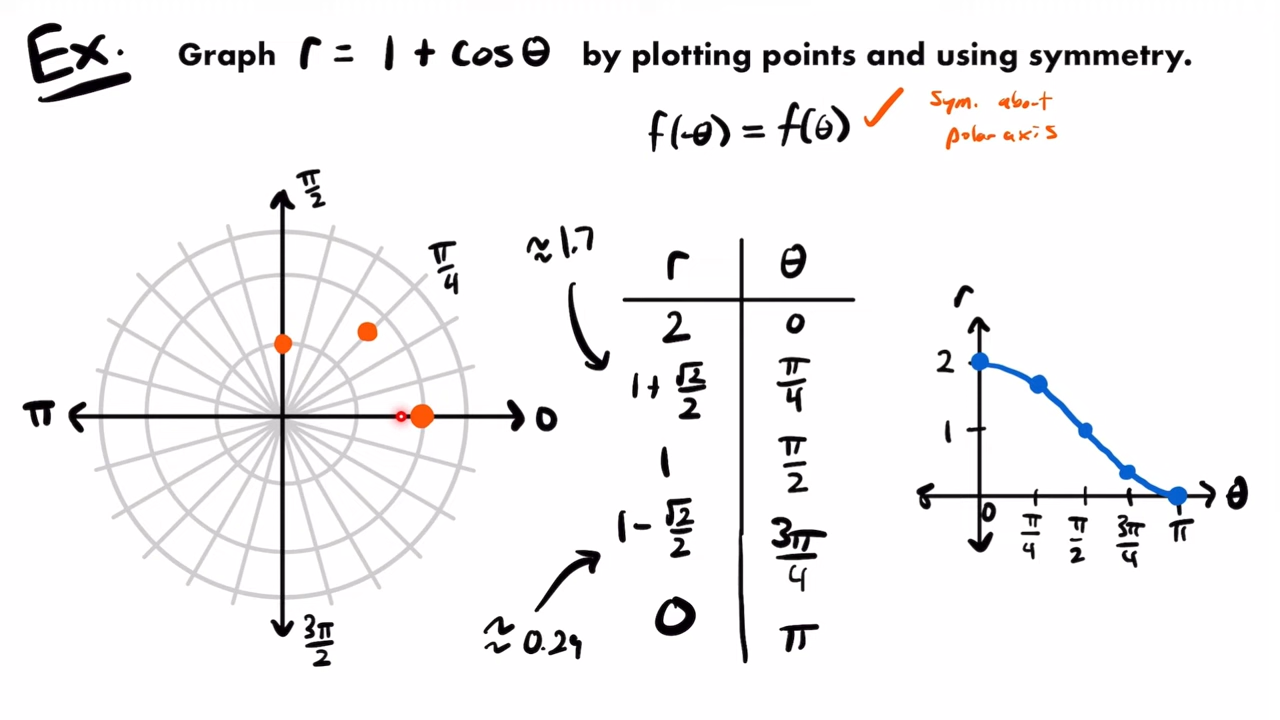 Ex. Graph r = 1 + cosθ by plotting points and using symmetry.
f(-θ) = f(θ) ✓ Sym. about
polar axis
π/2
π/4
π
0
3π/2
≈1.7
r θ
2 0
1 + √2/2 π/4
1 π/2
1 - √2/2 3π/4
0 π
≈ 0.29
r
2
1
θ
0 π/4 π/2 3π/4 π